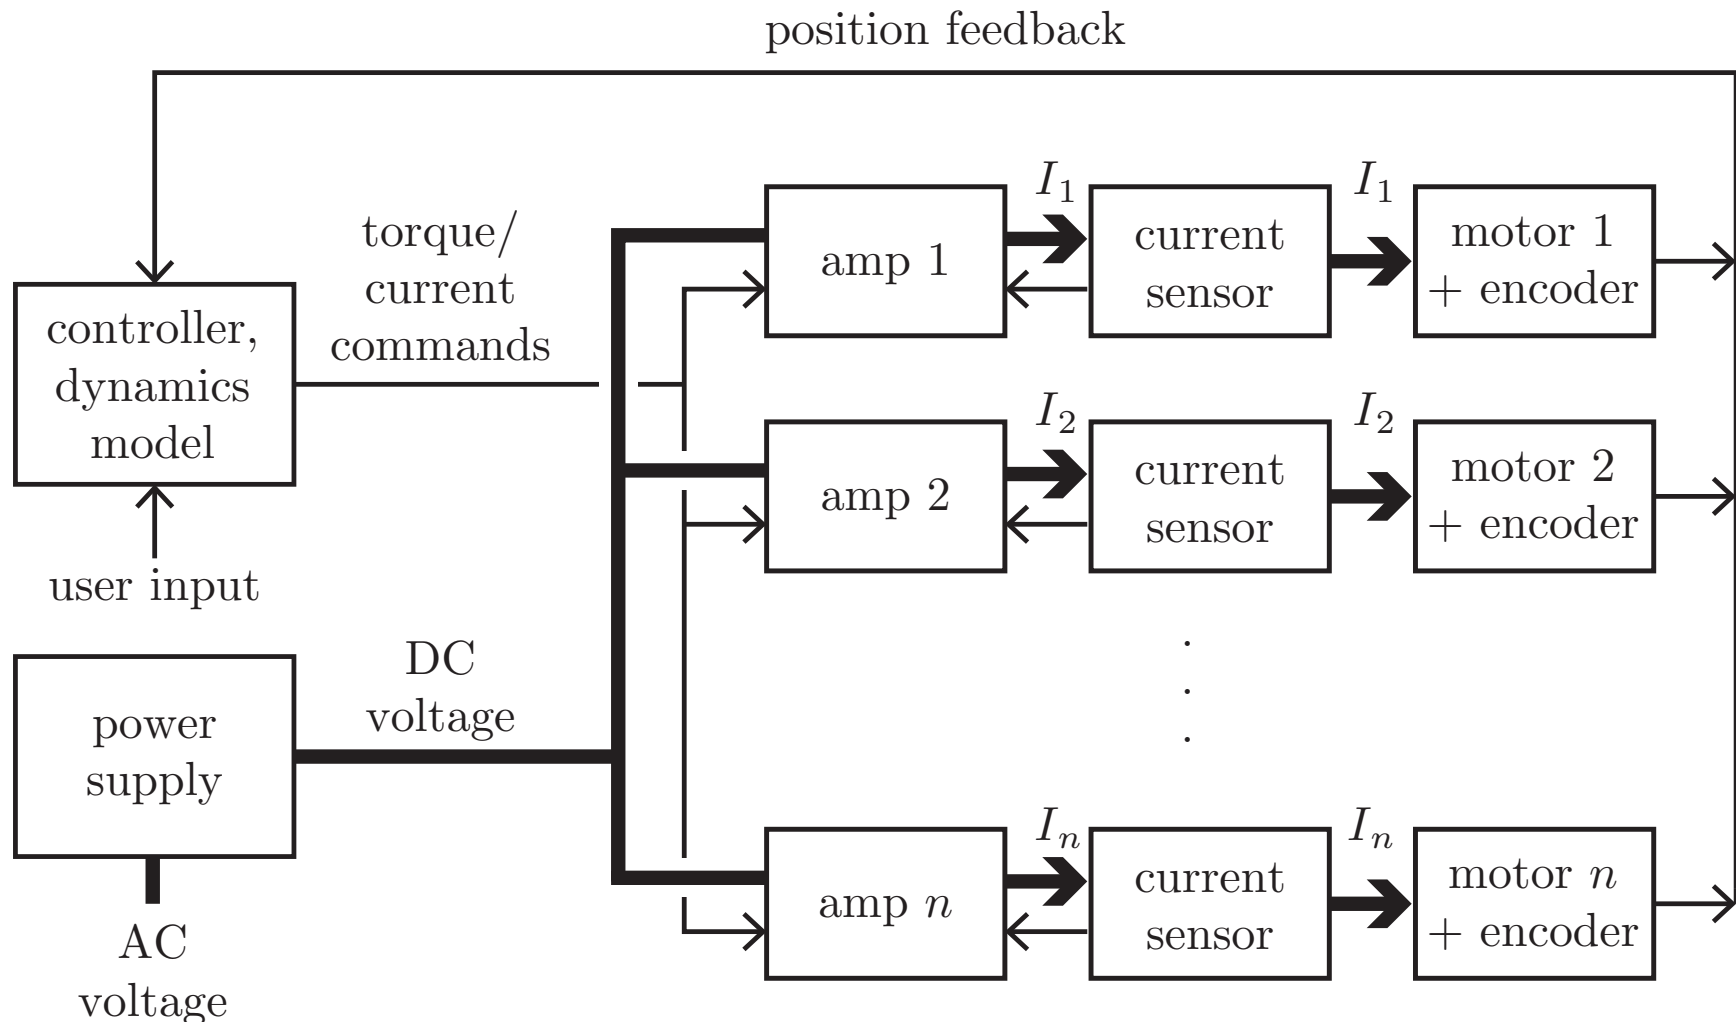 position feedback
torque/
current
commands
controller,
dynamics
model
user input
power
supply
AC
voltage
DC
voltage
amp 1
I₁
current
sensor
I₁
motor 1
+ encoder
amp 2
I₂
current
sensor
I₂
motor 2
+ encoder
.
.
.
amp n
Iₙ
current
sensor
Iₙ
motor n
+ encoder